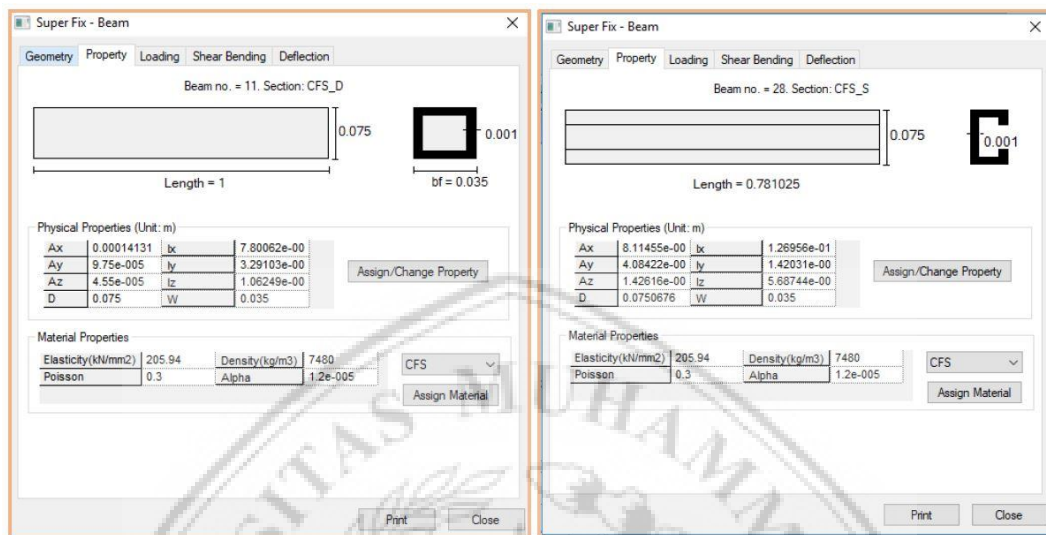 Super Fix - Beam
Geometry Property Loading Shear Bending Deflection
Beam no. = 11. Section: CFS_D
0.075
0.001
Length = 1
bf = 0.035
Physical Properties (Unit: m)
Ax 0.00014131 Ix 7.80062e-00
Ay 9.75e-005 Iy 3.29103e-00
Az 4.55e-005 Iz 1.06249e-00
D 0.075 W 0.035
Assign/Change Property
Material Properties
Elasticity(kN/mm2) 205.94 Density(kg/m3) 7480
Poisson 0.3 Alpha 1.2e-005
CFS
Assign Material
Print Close
Super Fix - Beam
Geometry Property Loading Shear Bending Deflection
Beam no. = 28. Section: CFS_S
0.075
0.001
Length = 0.781025
Physical Properties (Unit: m)
Ax 8.11455e-00 Ix 1.26956e-01
Ay 4.08422e-00 Iy 1.42031e-00
Az 1.42616e-00 Iz 5.68744e-00
D 0.0750676 W 0.035
Assign/Change Property
Material Properties
Elasticity(kN/mm2) 205.94 Density(kg/m3) 7480
Poisson 0.3 Alpha 1.2e-005
CFS
Assign Material
Print Close